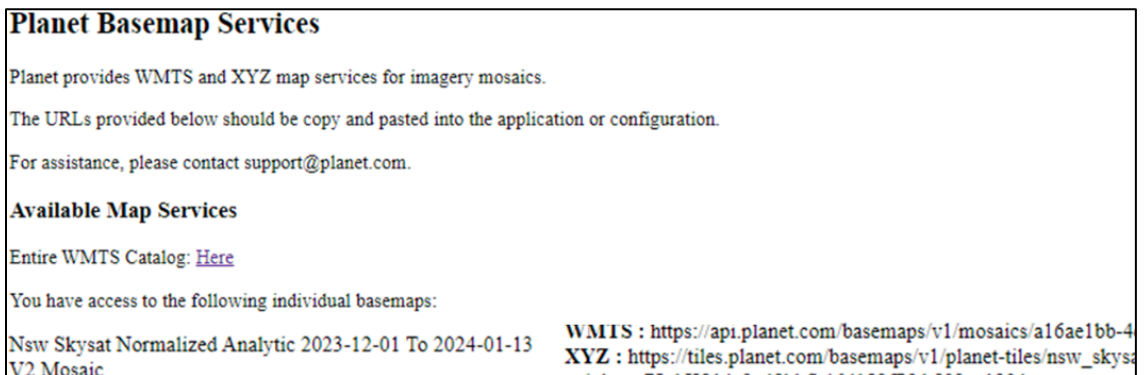 Planet Basemap Services
Planet provides WMTS and XYZ map services for imagery mosaics.
The URLs provided below should be copy and pasted into the application or configuration.
For assistance, please contact support@planet.com.
Available Map Services
Entire WMTS Catalog: Here
You have access to the following individual basemaps:
Nsw Skysat Normalized Analytic 2023-12-01 To 2024-01-13
V2 Mosaic
WMTS : https://api.planet.com/basemaps/v1/mosaics/a16ae1bb-4
XYZ : https://tiles.planet.com/basemaps/v1/planet-tiles/nsw_skysa